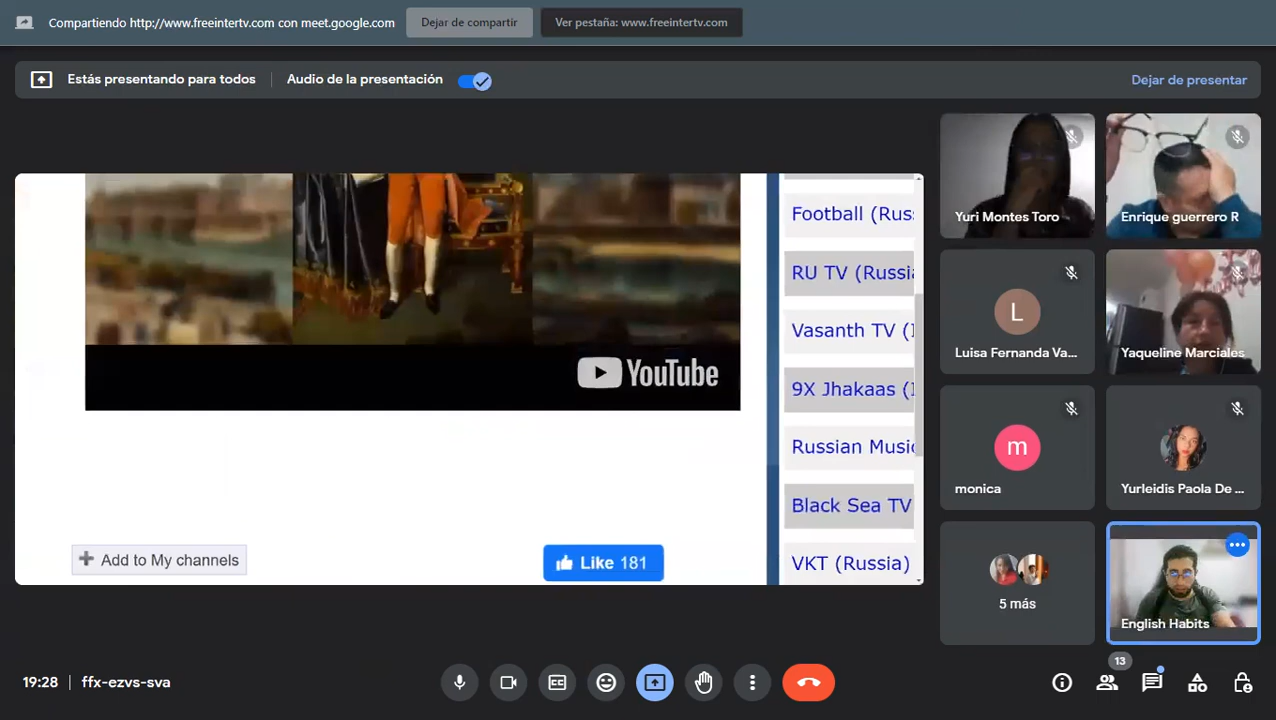 Compartiendo http://www.freeintertv.com con meet.google.com
Dejar de compartir
Ver pestaña: www.freeintertv.com
Estás presentando para todos
Audio de la presentación
Dejar de presentar
YouTube
Add to My channels
Like 181
Football (Rus
RU TV (Russia
Vasanth TV (I
9X Jhakaas (I
Russian Music
Black Sea TV
VKT (Russia)
Yuri Montes Toro
Enrique guerrero R
L
Luisa Fernanda Va...
Yaqueline Marciales
m
monica
Yurleidis Paola De ...
5 más
English Habits
19:28
ffx-ezvs-sva
13